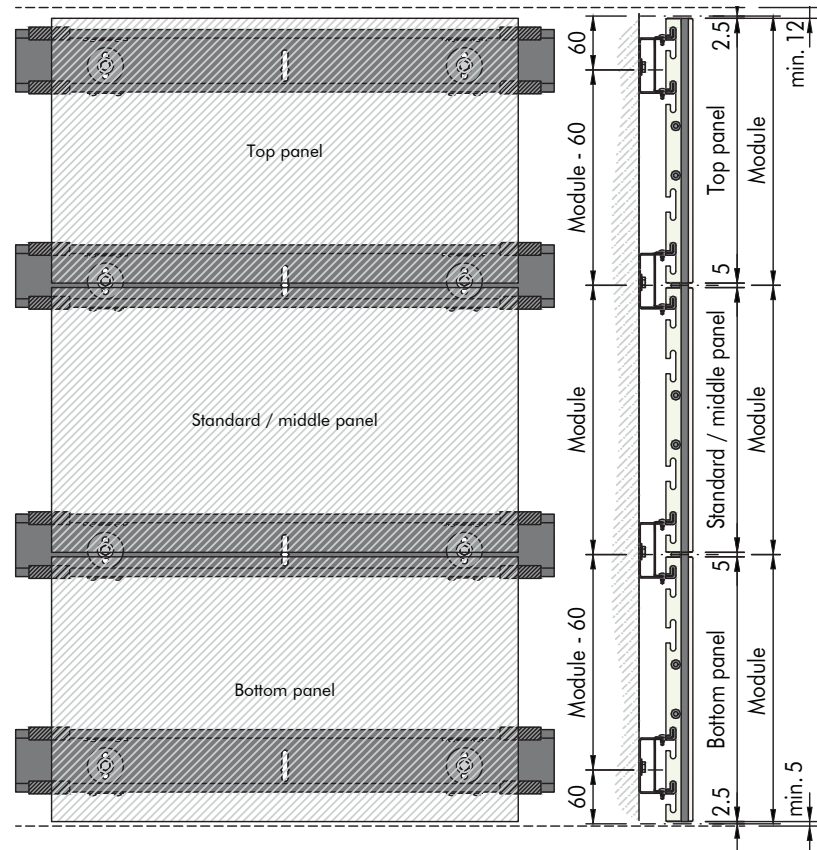 Top panel
Standard / middle panel
Bottom panel
60
Module - 60
Module
Module - 60
60
2.5
Top panel
5
Standard / middle panel
5
Bottom panel
2.5
Module
Module
Module
min. 12
min. 5